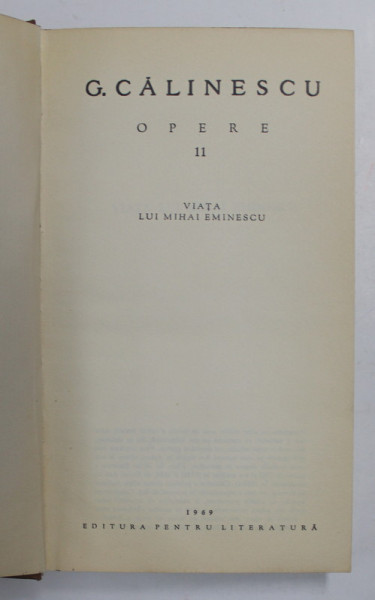 G. CĂLINESCU
OPERE
11
VIAȚA
LUI MIHAI EMINESCU
1969
EDITURA PENTRU LITERATURĂ